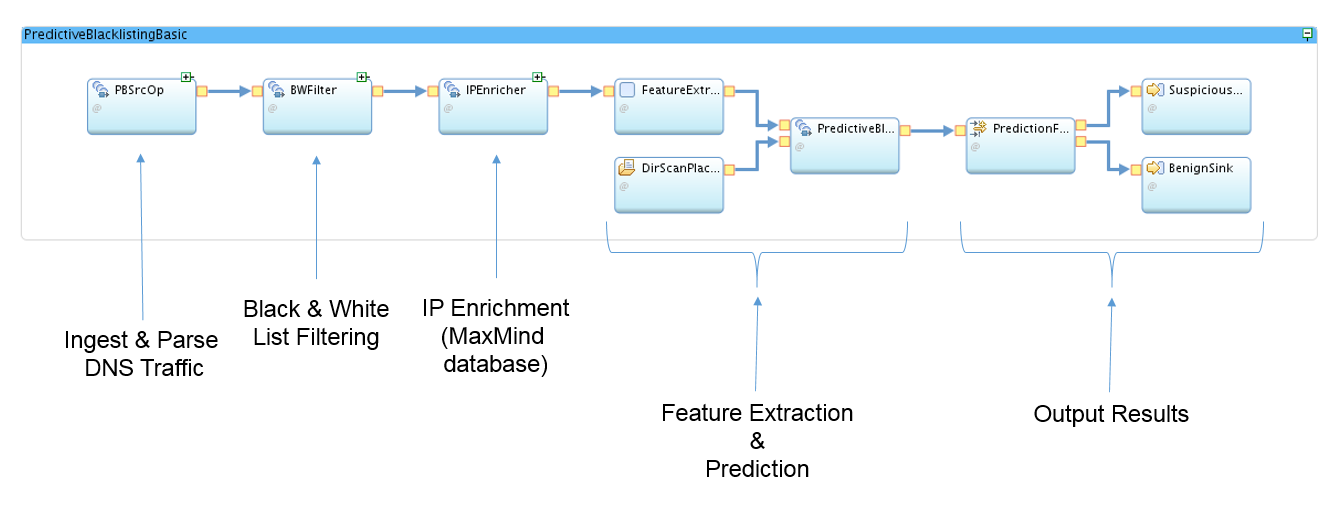 PredictiveBlacklistingBasic
PBSrcOp
BWFilter
IPEnricher
FeatureExtr...
Suspicious...
PredictiveBl...
PredictionF...
DirScanPlac...
BenignSink
@
@
@
@
@
@
@
@
@
Ingest & Parse
DNS Traffic
Black & White
List Filtering
IP Enrichment
(MaxMind
database)
Feature Extraction
&
Prediction
Output Results